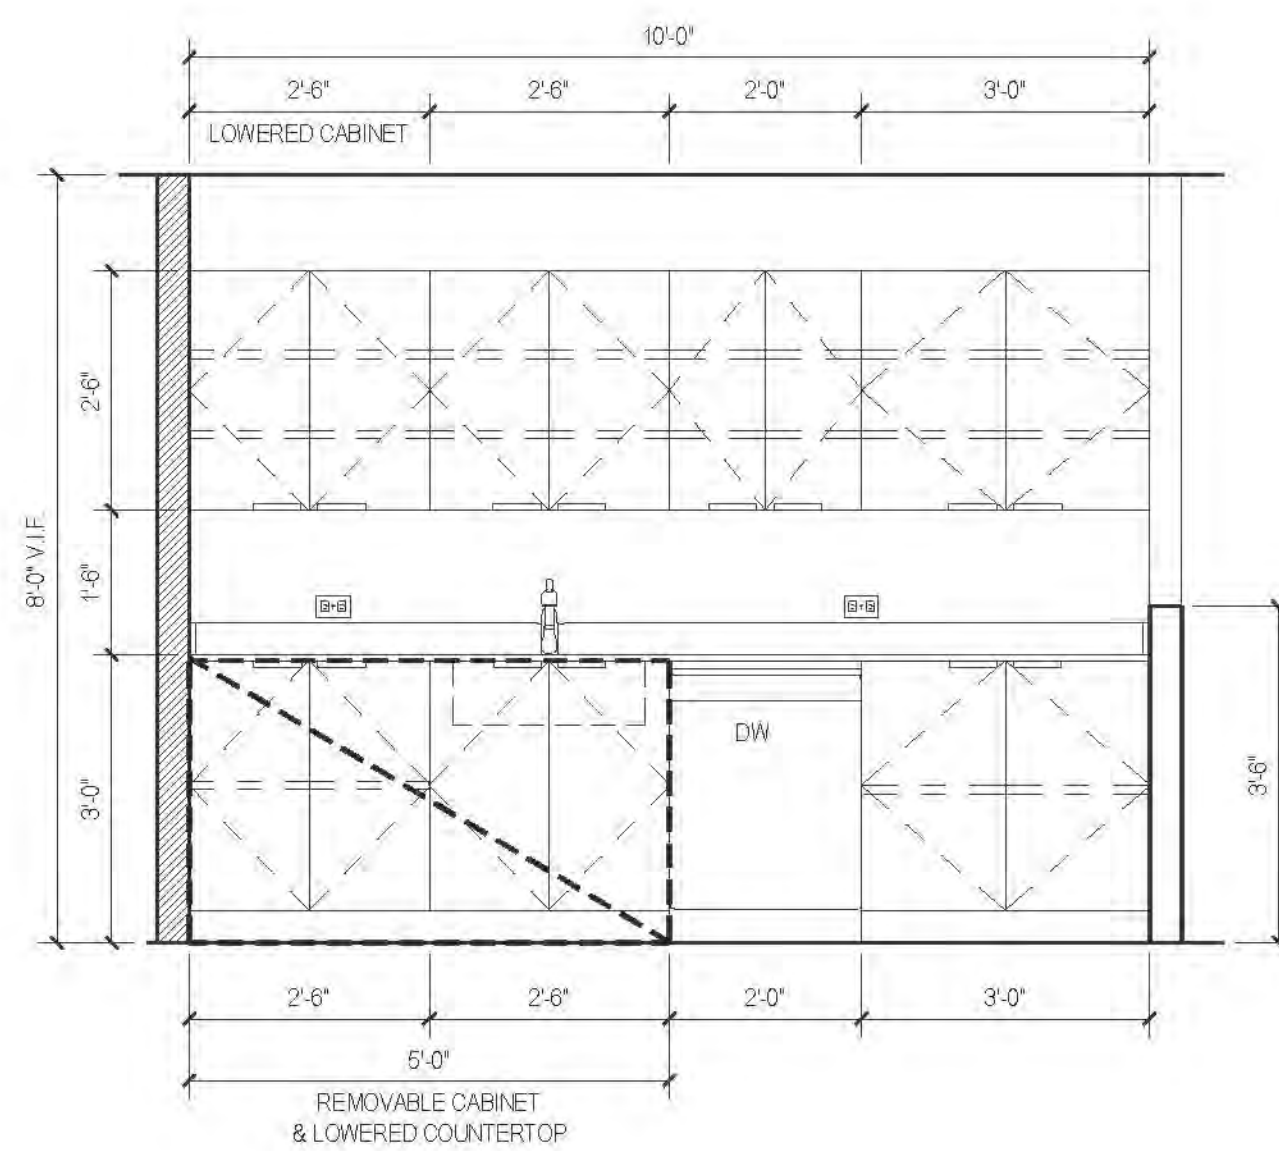 10'-0"
2'-6" 2'-6" 2'-0" 3'-0"
LOWERED CABINET
2'-6"
8'-0" V.I.F.
1'-6"
DW
3'-0"
3'-6"
2'-6" 2'-6" 2'-0" 3'-0"
5'-0"
REMOVABLE CABINET
& LOWERED COUNTERTOP